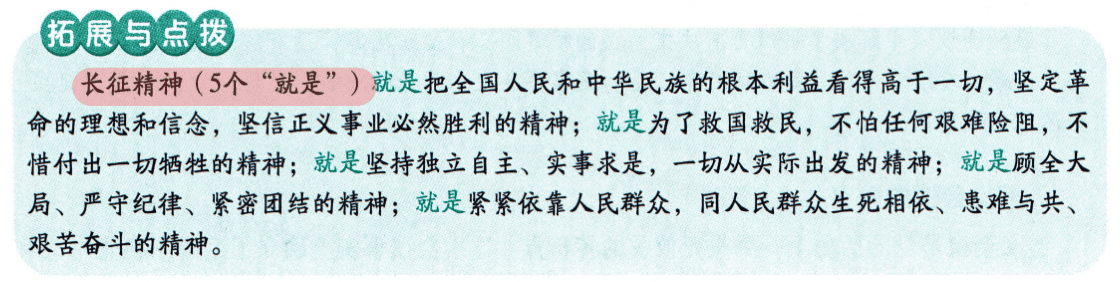 拓展与点拨
长征精神（5个“就是”）就是把全国人民和中华民族的根本利益看得高于一切，坚定革
命的理想和信念，坚信正义事业必然胜利的精神；就是为了救国救民，不怕任何艰难险阻，不
惜付出一切牺牲的精神；就是坚持独立自主、实事求是，一切从实际出发的精神；就是顾全大
局、严守纪律、紧密团结的精神；就是紧紧依靠人民群众，同人民群众生死相依、患难与共、
艰苦奋斗的精神。